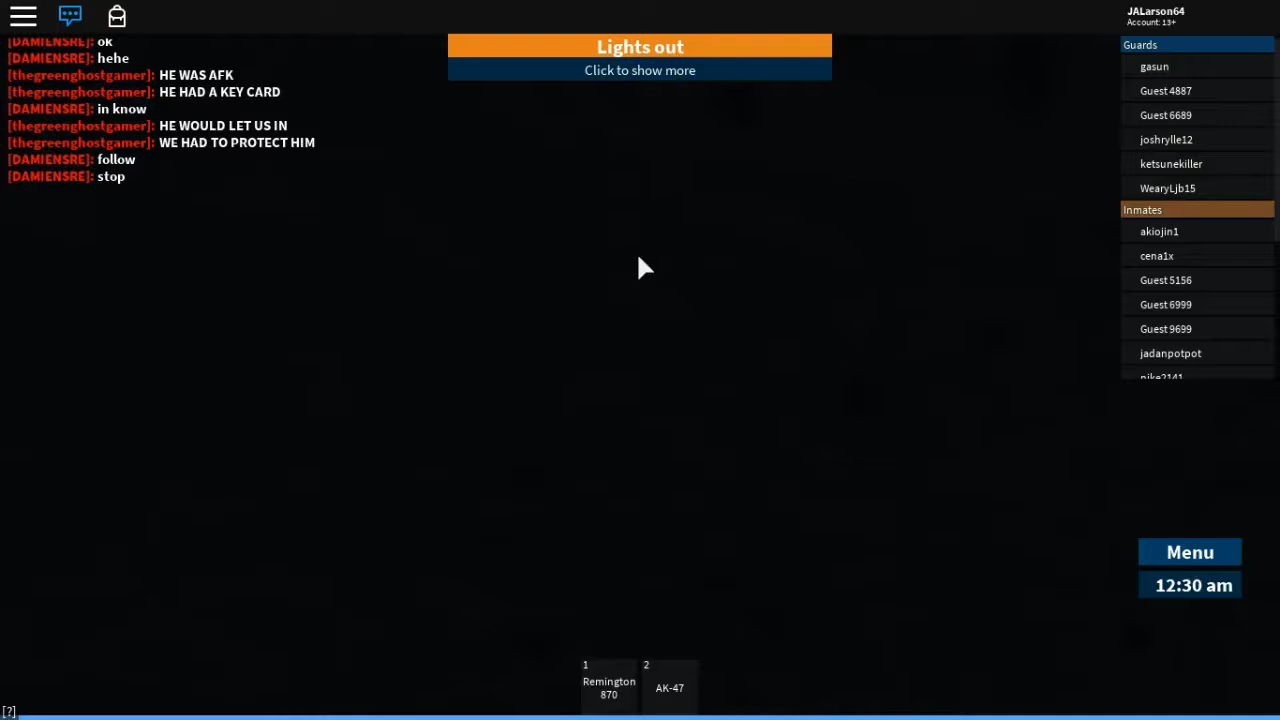 JALarson64
Account: 13+
[DAMIENSRE]: ok
[DAMIENSRE]: hehe
[thegreenghostgamer]: HE WAS AFK
[thegreenghostgamer]: HE HAD A KEY CARD
[DAMIENSRE]: in know
[thegreenghostgamer]: HE WOULD LET US IN
[thegreenghostgamer]: WE HAD TO PROTECT HIM
[DAMIENSRE]: follow
[DAMIENSRE]: stop
Lights out
Click to show more
Guards
gasun
Guest 4887
Guest 6689
joshrylle12
ketsunekiller
WearyLjb15
Inmates
akiojin1
cena1x
Guest 5156
Guest 6999
Guest 9699
jadanpotpot
nike2141
Menu
12:30 am
1
Remington
870
2
AK-47
[?]